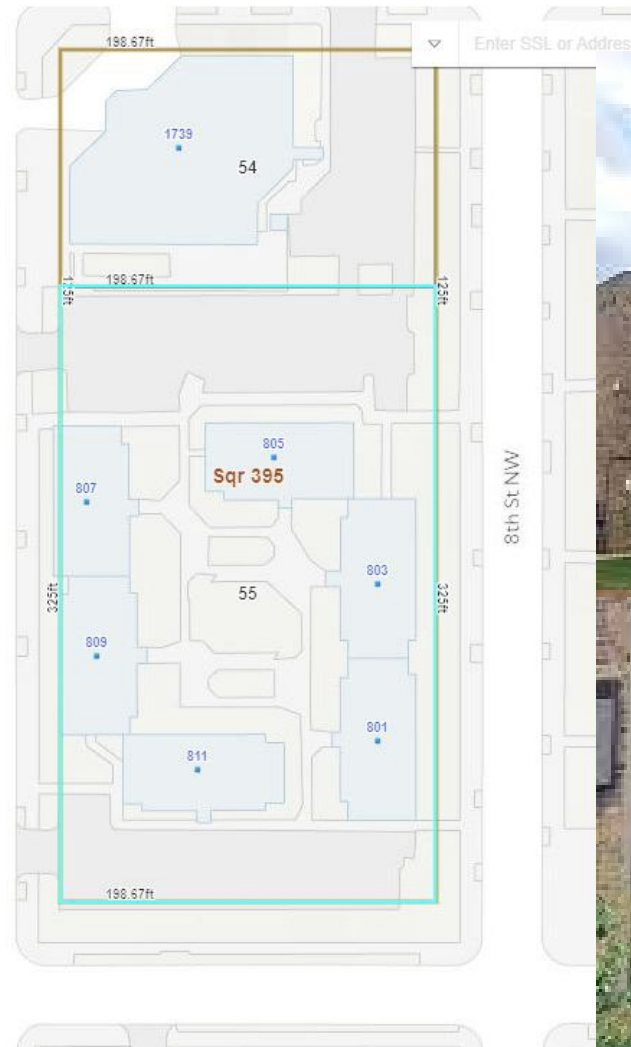 198.67ft
Enter SSL or Addres
1739
54
125ft
198.67ft
125ft
805
Sqr 395
807
8th St NW
803
325ft
55
325ft
809
801
811
198.67ft